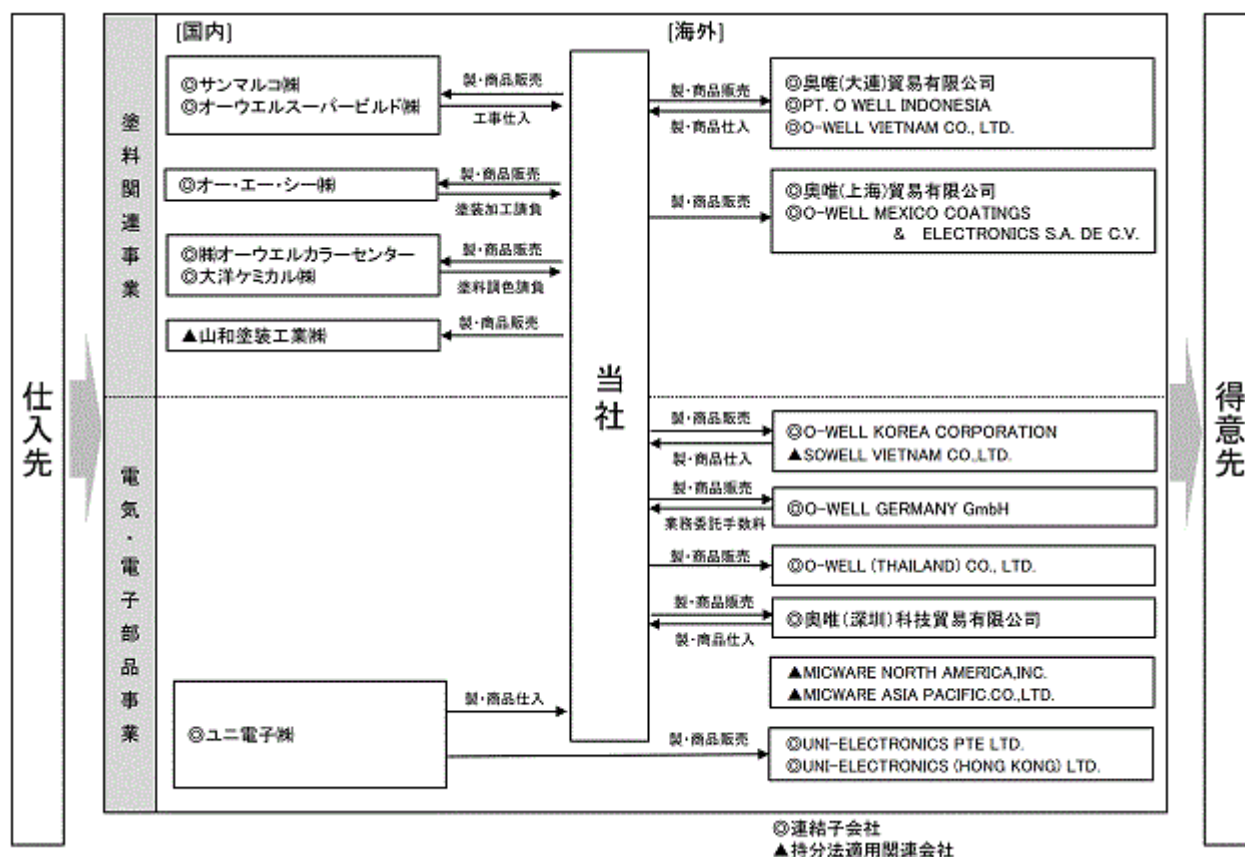 仕入先
塗料関連事業
[国内]
◎サンマルコ㈱
◎オーウエルスーパービルド㈱
製・商品販売
工事仕入
◎オー・エー・シー㈱
製・商品販売
塗装加工請負
◎㈱オーウエルカラーセンター
◎大洋ケミカル㈱
製・商品販売
塗料調色請負
▲山和塗装工業㈱
製・商品販売
当社
[海外]
製・商品販売
製・商品仕入
◎奥唯(大連)貿易有限公司
◎PT. O WELL INDONESIA
◎O-WELL VIETNAM CO., LTD.
製・商品販売
◎奥唯(上海)貿易有限公司
◎O-WELL MEXICO COATINGS
& ELECTRONICS S.A. DE C.V.
電気・電子部品事業
製・商品販売
製・商品仕入
◎O-WELL KOREA CORPORATION
▲SOWELL VIETNAM CO.,LTD.
製・商品販売
業務委託手数料
◎O-WELL GERMANY GmbH
製・商品販売
◎O-WELL (THAILAND) CO., LTD.
製・商品販売
製・商品仕入
◎奥唯(深圳)科技貿易有限公司
▲MICWARE NORTH AMERICA,INC.
▲MICWARE ASIA PACIFIC.CO.,LTD.
◎ユニ電子㈱
製・商品仕入
製・商品販売
◎UNI-ELECTRONICS PTE LTD.
◎UNI-ELECTRONICS (HONG KONG) LTD.
得意先
◎連結子会社
▲持分法適用関連会社